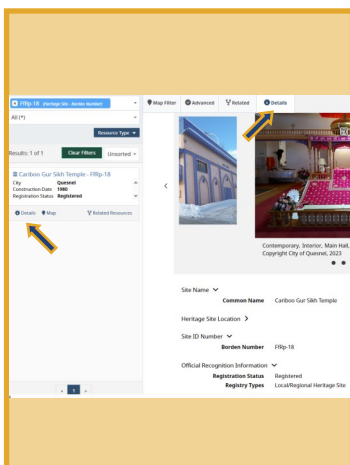 FfRp-18 (Heritage Site - Borden Number)
All (*)
Resource Type
Results: 1 of 1
Clear Filters
Unsorted
Cariboo Gur Sikh Temple - FfRp-18
City Quesnel
Construction Date 1980
Registration Status Registered
Details
Map
Related Resources
« 1 »
Map Filter
Advanced
Related
Details
Contemporary, Interior, Main Hall,
Copyright City of Quesnel, 2023
Site Name
Common Name Cariboo Gur Sikh Temple
Heritage Site Location
Site ID Number
Borden Number FfRp-18
Official Recognition Information
Registration Status Registered
Registry Types Local/Regional Heritage Site